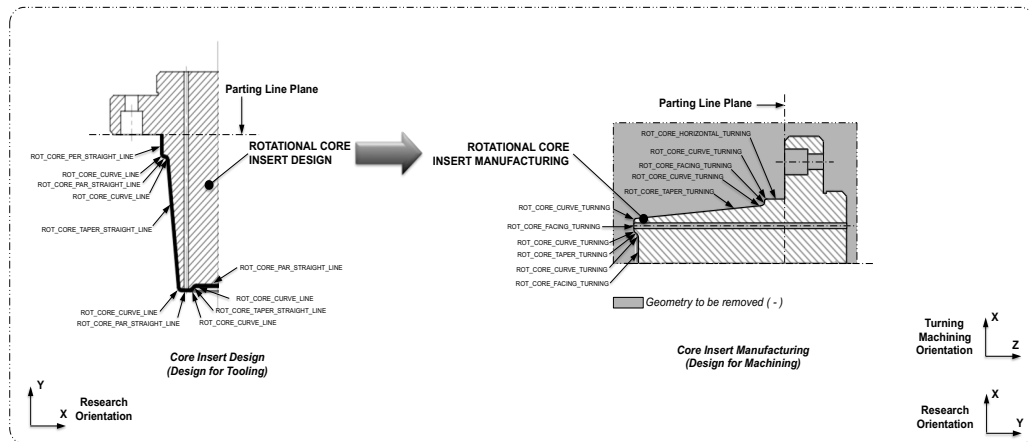 Parting Line Plane
ROTATIONAL CORE
INSERT DESIGN
ROT_CORE_PER_STRAIGHT_LINE
ROT_CORE_CURVE_LINE
ROT_CORE_PAR_STRAIGHT_LINE
ROT_CORE_CURVE_LINE
ROT_CORE_TAPER_STRAIGHT_LINE
ROT_CORE_PAR_STRAIGHT_LINE
ROT_CORE_CURVE_LINE
ROT_CORE_TAPER_STRAIGHT_LINE
ROT_CORE_CURVE_LINE
ROT_CORE_PAR_STRAIGHT_LINE
ROT_CORE_CURVE_LINE
Core Insert Design
(Design for Tooling)
Y
X
Research
Orientation
Parting Line Plane
ROTATIONAL CORE
INSERT MANUFACTURING
ROT_CORE_HORIZONTAL_TURNING
ROT_CORE_CURVE_TURNING
ROT_CORE_FACING_TURNING
ROT_CORE_CURVE_TURNING
ROT_CORE_TAPER_TURNING
ROT_CORE_CURVE_TURNING
ROT_CORE_FACING_TURNING
ROT_CORE_CURVE_TURNING
ROT_CORE_TAPER_TURNING
ROT_CORE_CURVE_TURNING
ROT_CORE_FACING_TURNING
Geometry to be removed ( - )
Core Insert Manufacturing
(Design for Machining)
Turning
Machining
Orientation
X
Z
Research
Orientation
X
Y